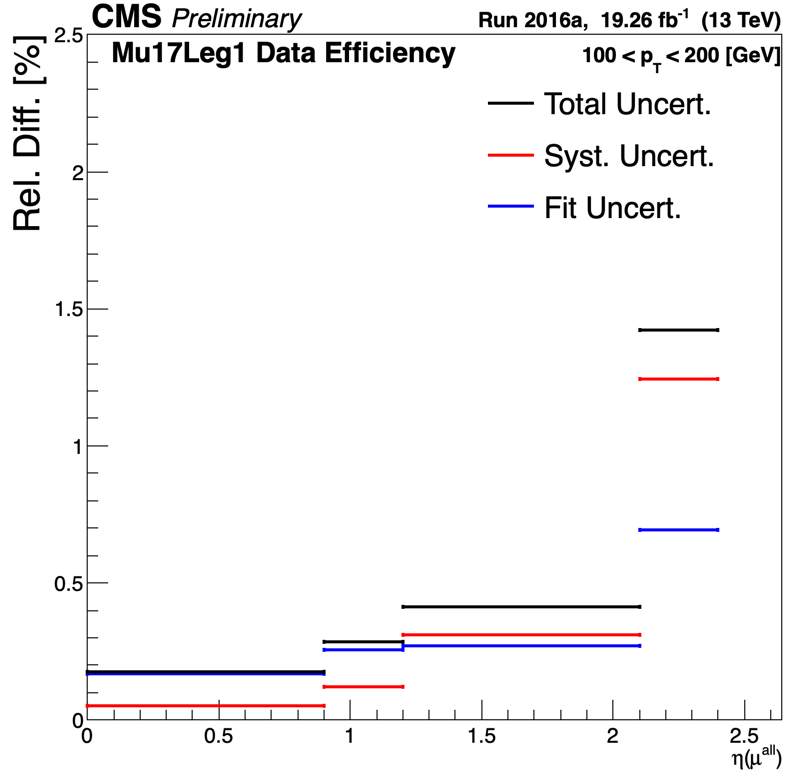 CMS Preliminary
Run 2016a, 19.26 fb⁻¹ (13 TeV)
Mu17Leg1 Data Efficiency
100 < p_T < 200 [GeV]
Rel. Diff. [%]
Total Uncert.
Syst. Uncert.
Fit Uncert.
2.5
2
1.5
1
0.5
0
0 0.5 1 1.5 2 2.5
η(μ^all)